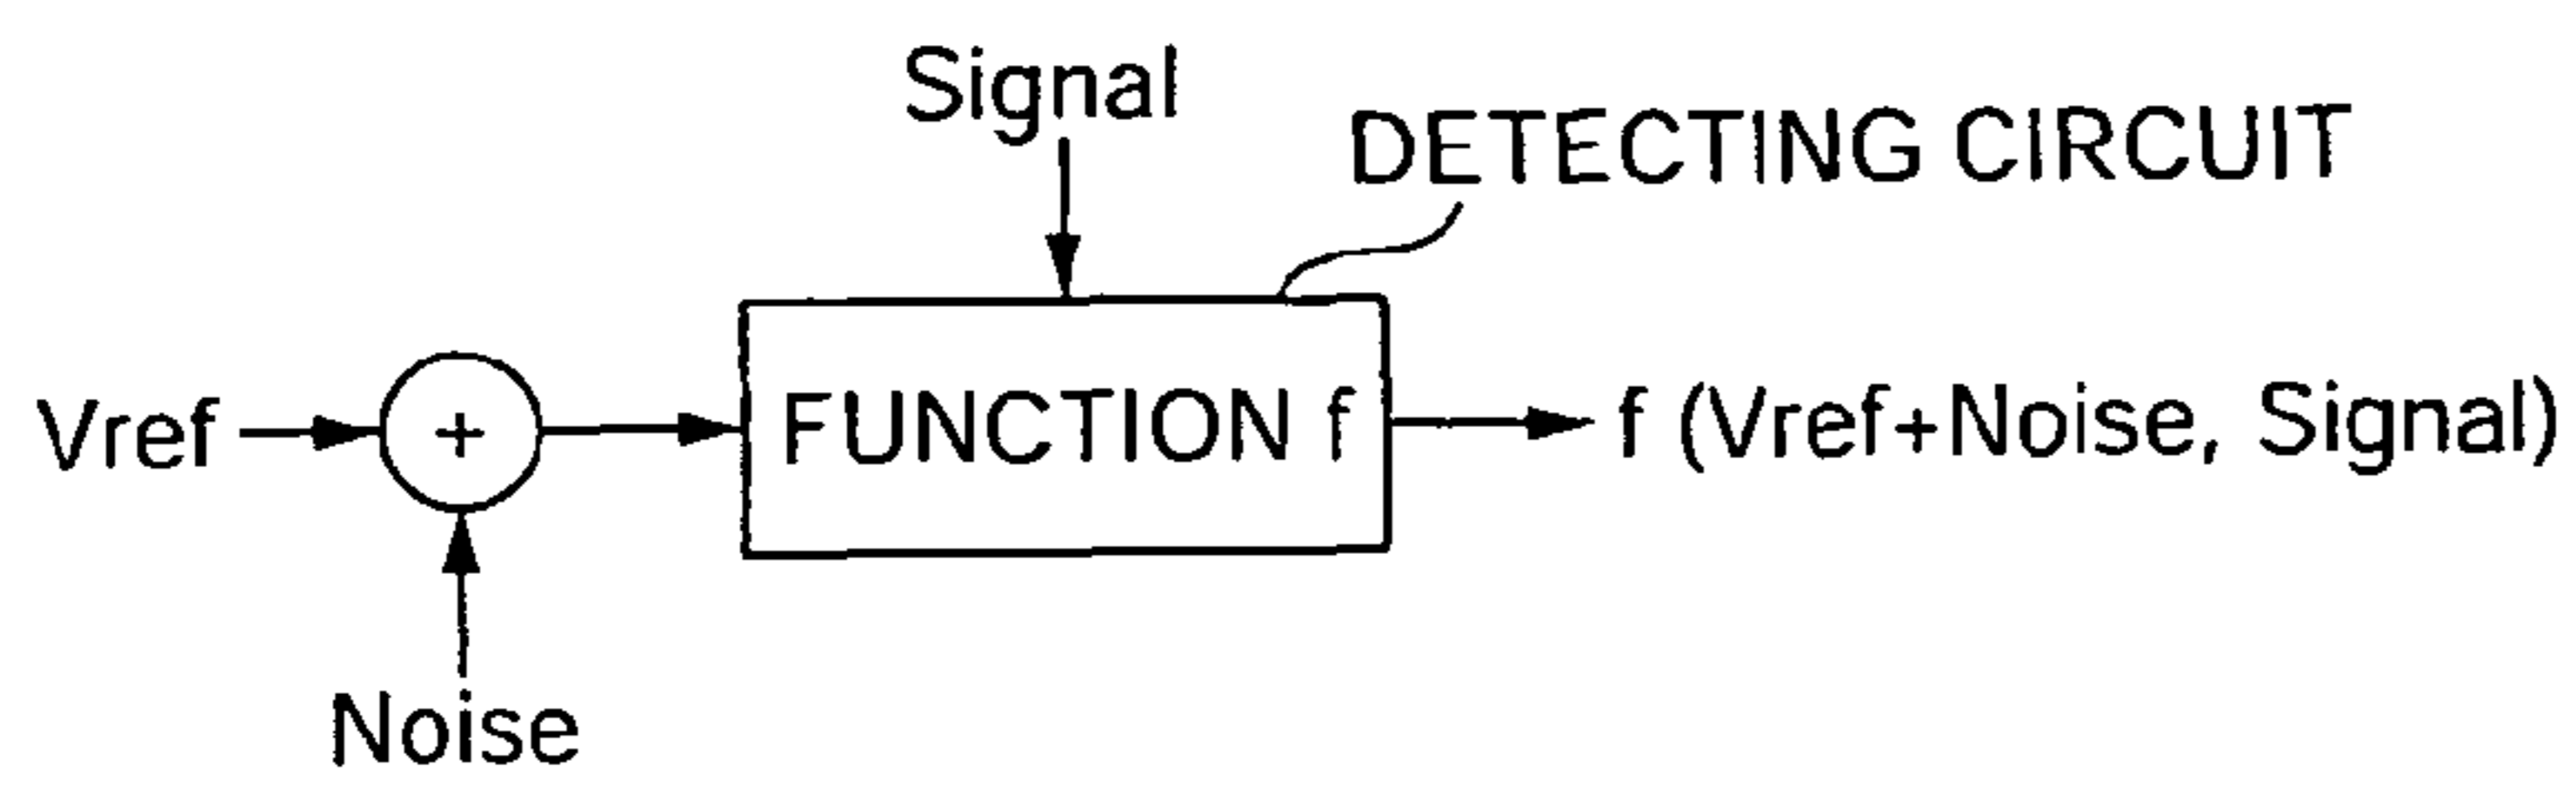 Signal
DETECTING CIRCUIT
Vref
+
FUNCTION f
f (Vref+Noise, Signal)
Noise